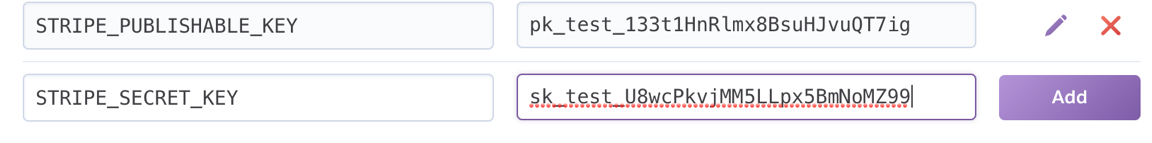 STRIPE_PUBLISHABLE_KEY pk_test_133t1HnRlmx8BsuHJvuQT7ig
STRIPE_SECRET_KEY sk_test_U8wcPkvjMM5LLpx5BmNoMZ99 Add